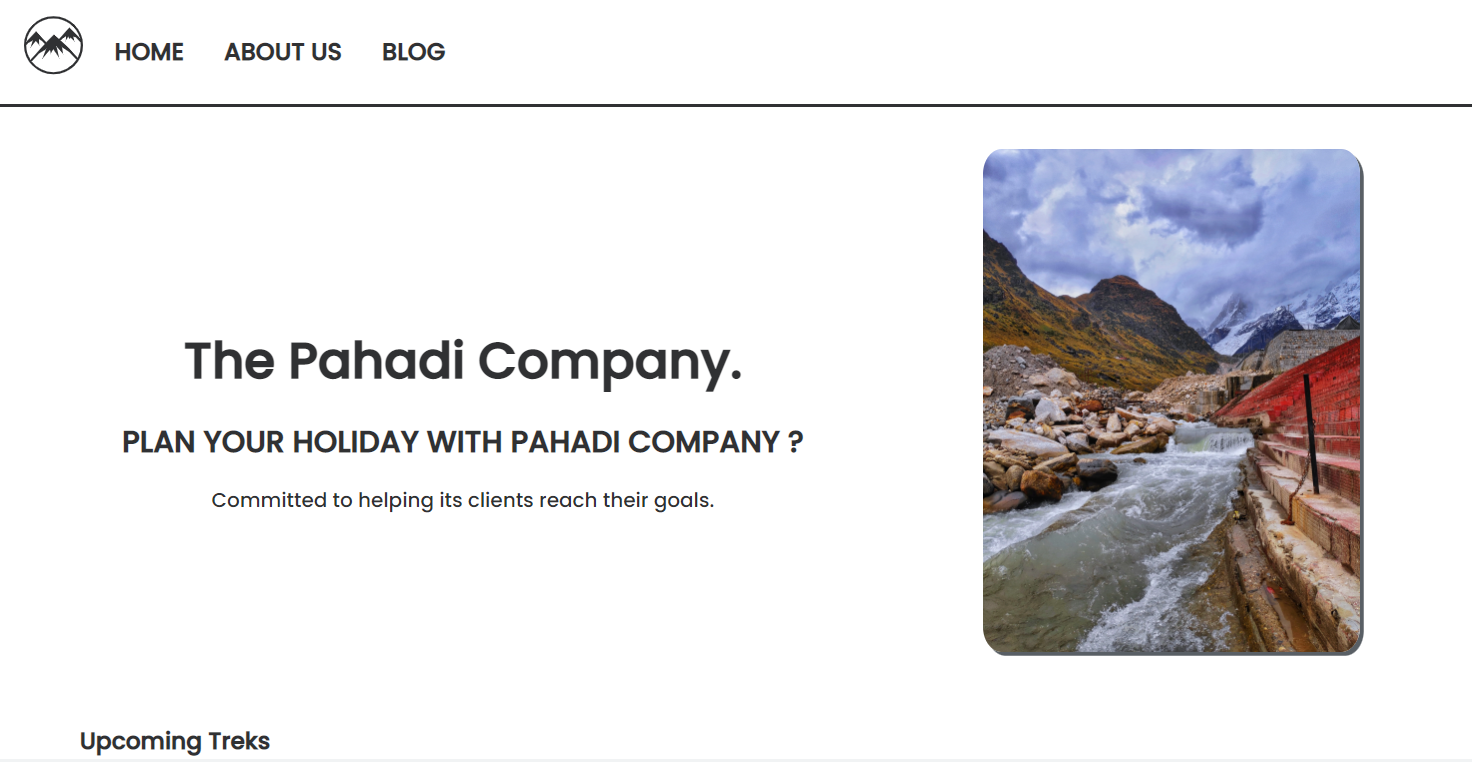 HOME ABOUT US BLOG
The Pahadi Company.
PLAN YOUR HOLIDAY WITH PAHADI COMPANY ?
Committed to helping its clients reach their goals.
Upcoming Treks